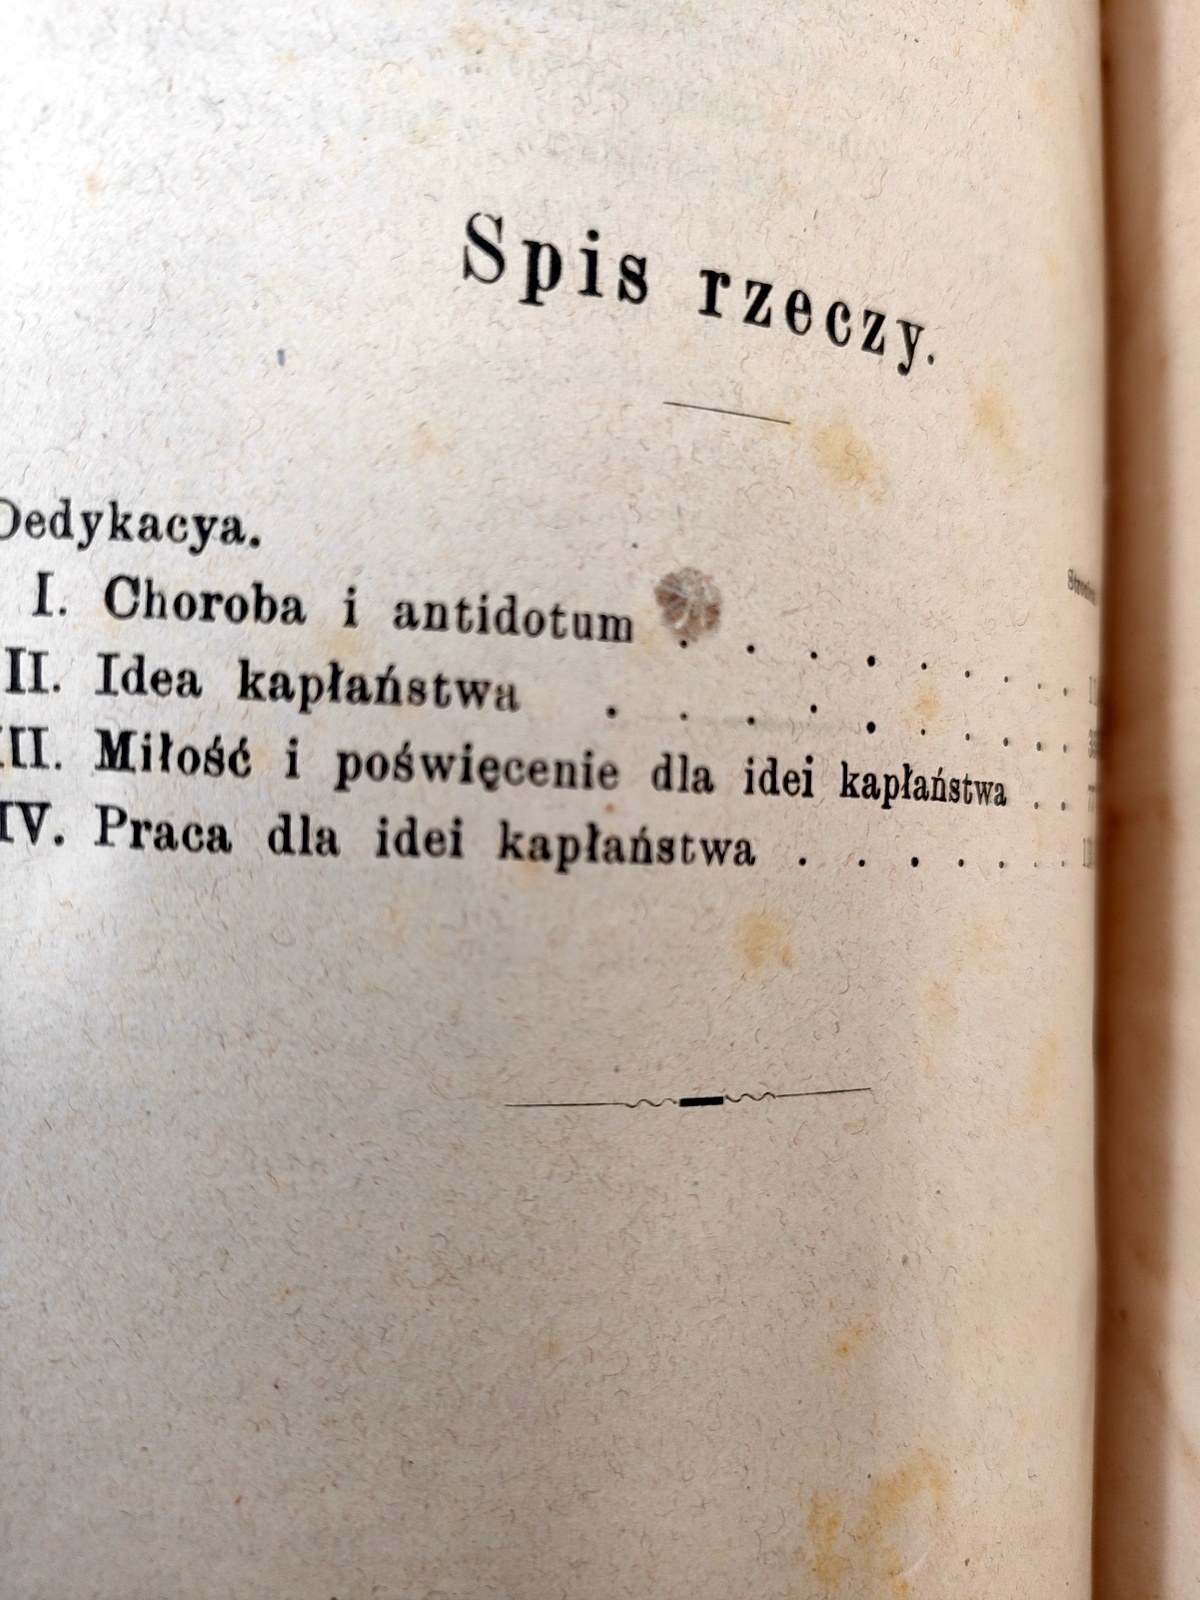 Spis rzeczy.
Dedykacya.
I. Choroba i antidotum . . . . . . . .
II. Idea kapłaństwa . . . . . . . . .
III. Miłość i poświęcenie dla idei kapłaństwa . .
IV. Praca dla idei kapłaństwa . . . . . . .